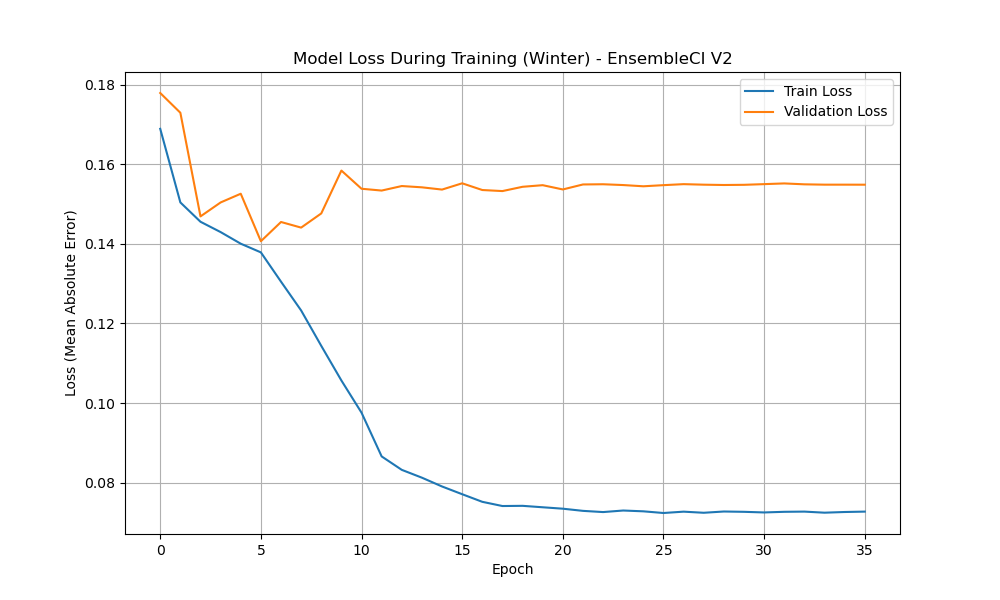 Model Loss During Training (Winter) - EnsembleCI V2
Train Loss
Validation Loss
Loss (Mean Absolute Error)
0.18
0.16
0.14
0.12
0.10
0.08
0 5 10 15 20 25 30 35
Epoch